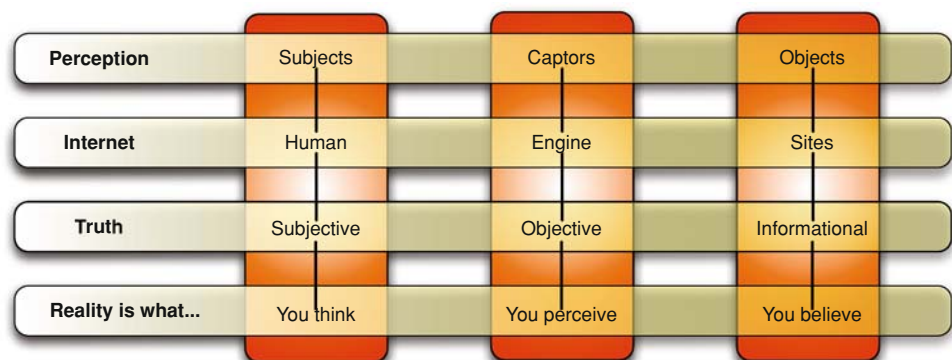 Perception Subjects Captors Objects
Internet Human Engine Sites
Truth Subjective Objective Informational
Reality is what... You think You perceive You believe